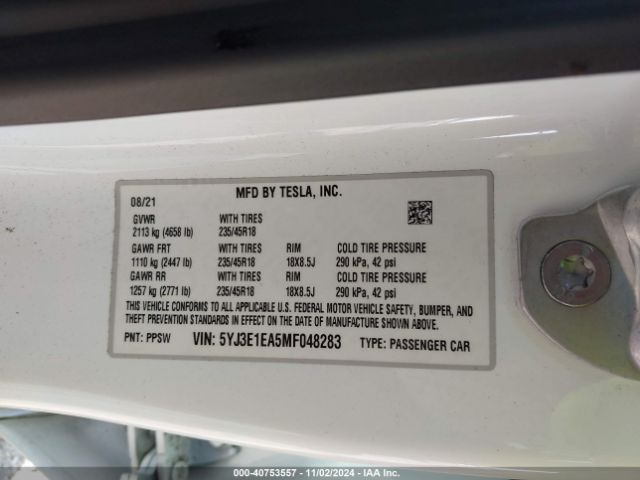 MFD BY TESLA, INC.
08/21
GVWR WITH TIRES
2113 kg (4658 lb) 235/45R18
GAWR FRT WITH TIRES RIM COLD TIRE PRESSURE
1110 kg (2447 lb) 235/45R18 18X8.5J 290 kPa, 42 psi
GAWR RR WITH TIRES RIM COLD TIRE PRESSURE
1257 kg (2771 lb) 235/45R18 18X8.5J 290 kPa, 42 psi
THIS VEHICLE CONFORMS TO ALL APPLICABLE U.S. FEDERAL MOTOR VEHICLE SAFETY, BUMPER, AND
THEFT PREVENTION STANDARDS IN EFFECT ON THE DATE OF MANUFACTURE SHOWN ABOVE.
PNT: PPSW VIN: 5YJ3E1EA5MF048283 TYPE: PASSENGER CAR
000-40753557 - 11/02/2024 - IAA Inc.